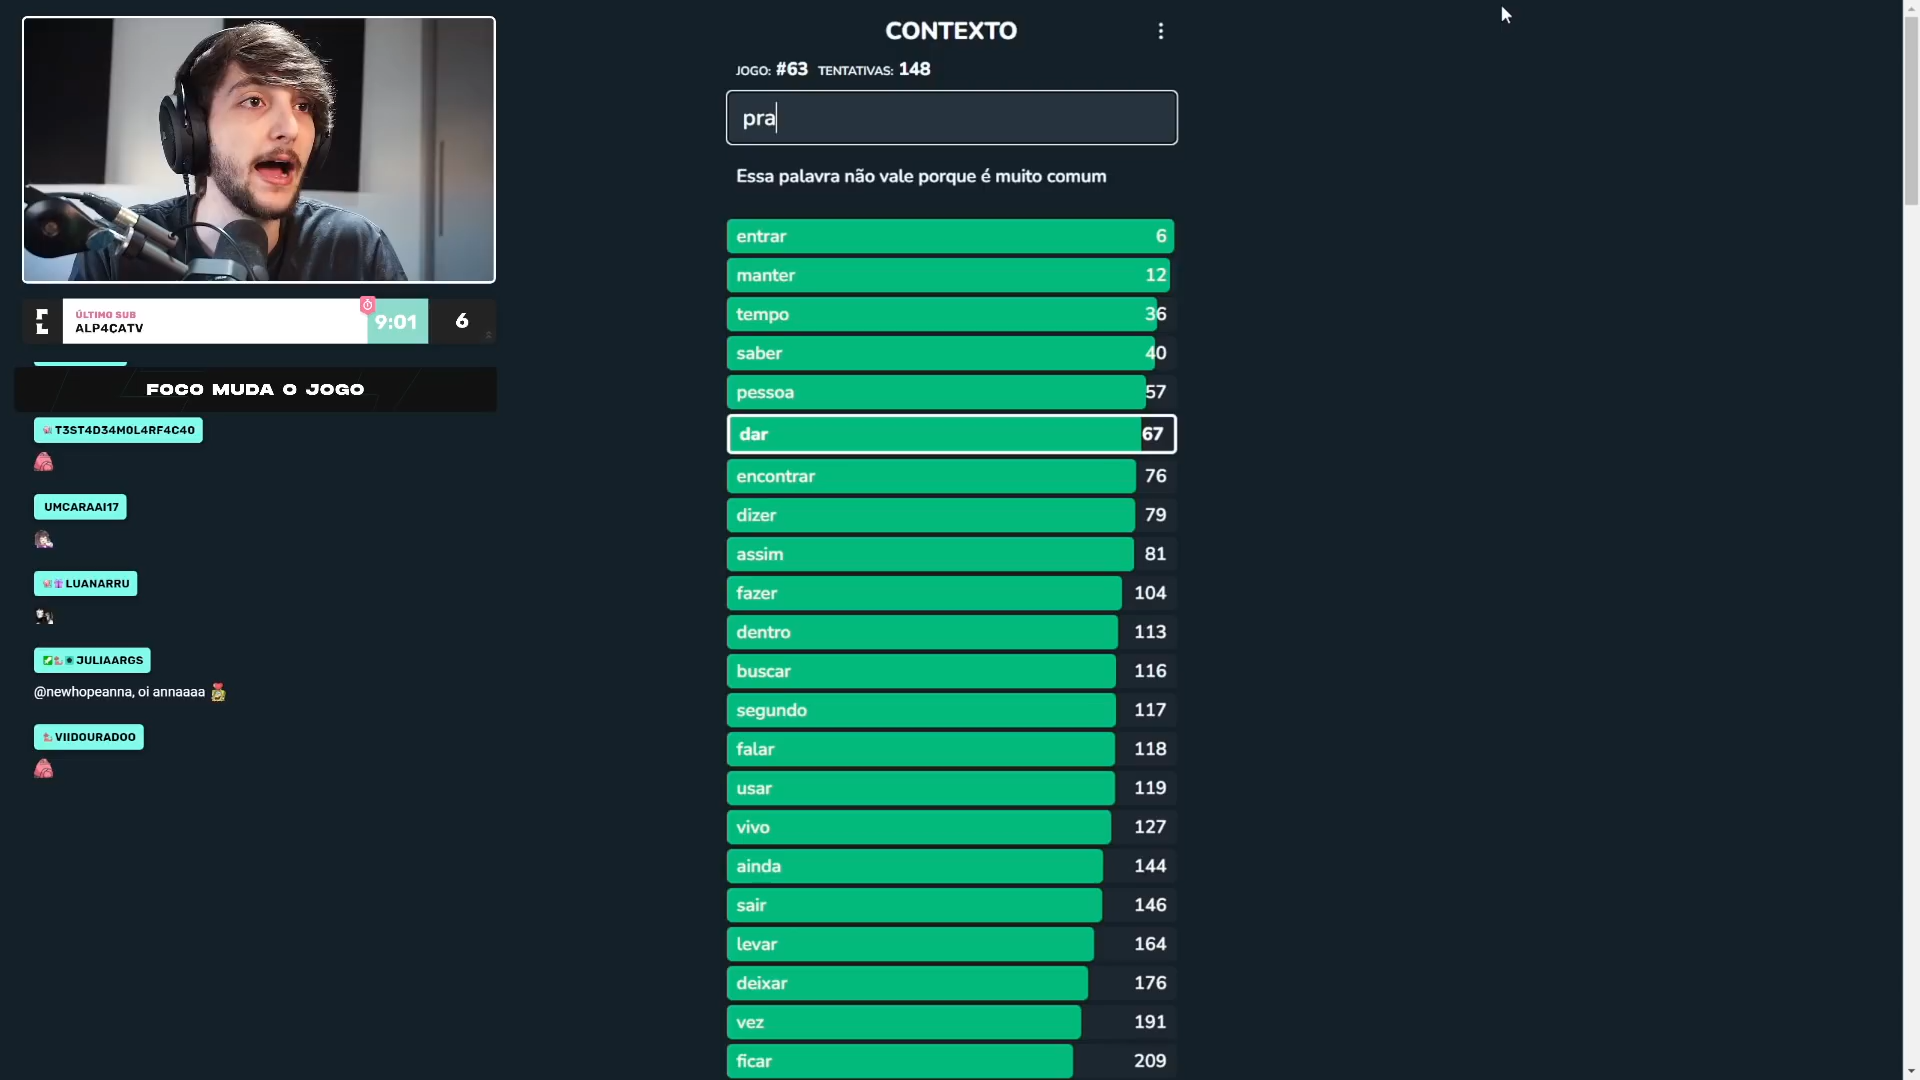 CONTEXTO
JOGO: #63 TENTATIVAS: 148
pra
Essa palavra não vale porque é muito comum
entrar 6
manter 12
tempo 36
saber 40
pessoa 57
dar 67
encontrar 76
dizer 79
assim 81
fazer 104
dentro 113
buscar 116
segundo 117
falar 118
usar 119
vivo 127
ainda 144
sair 146
levar 164
deixar 176
vez 191
ficar 209
ÚLTIMO SUB
ALP4ÇATV
9:01
6
FOCO MUDA O JOGO
T3ST4D34M0L4RF4C40
UMCARAAI17
LUANARRU
JULIAARGS
@newhopeanna, oi annaaaa
VIIDOURADOO